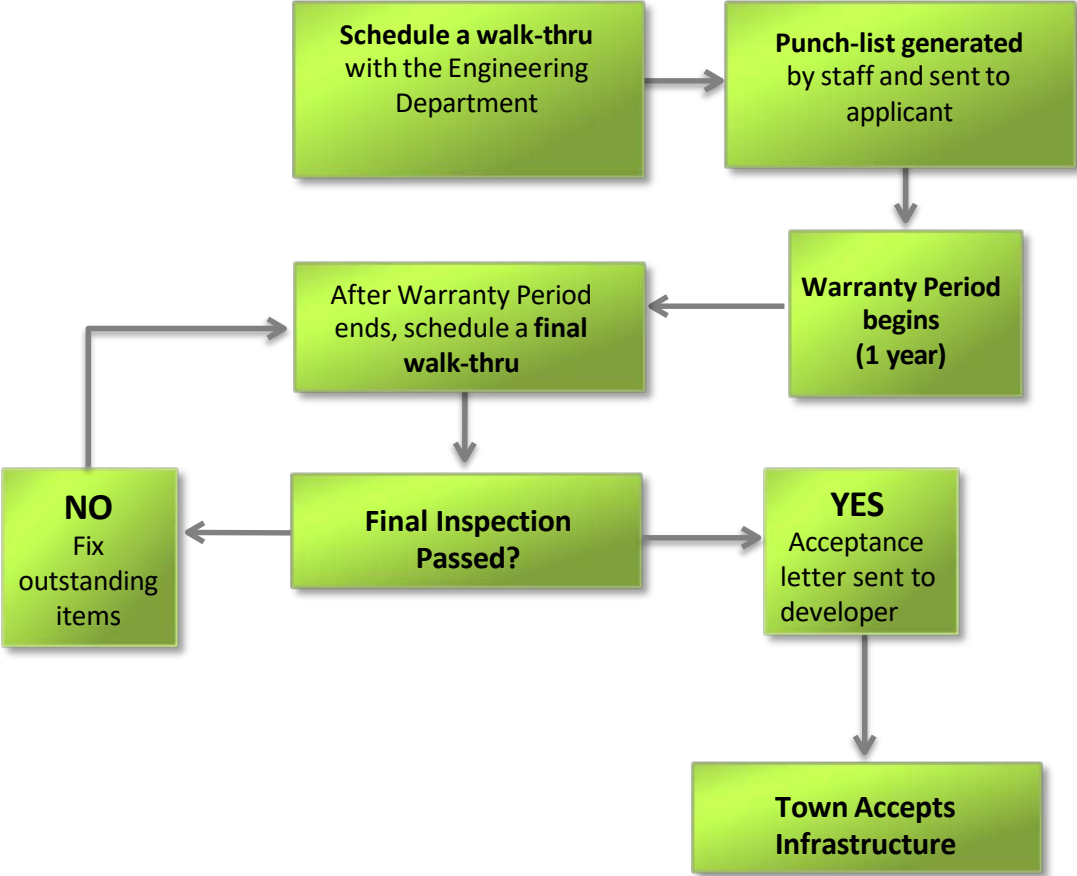 Schedule a walk-thru
with the Engineering
Department
Punch-list generated
by staff and sent to
applicant
Warranty Period
begins
(1 year)
After Warranty Period
ends, schedule a final
walk-thru
Final Inspection
Passed?
NO
Fix
outstanding
items
YES
Acceptance
letter sent to
developer
Town Accepts
Infrastructure